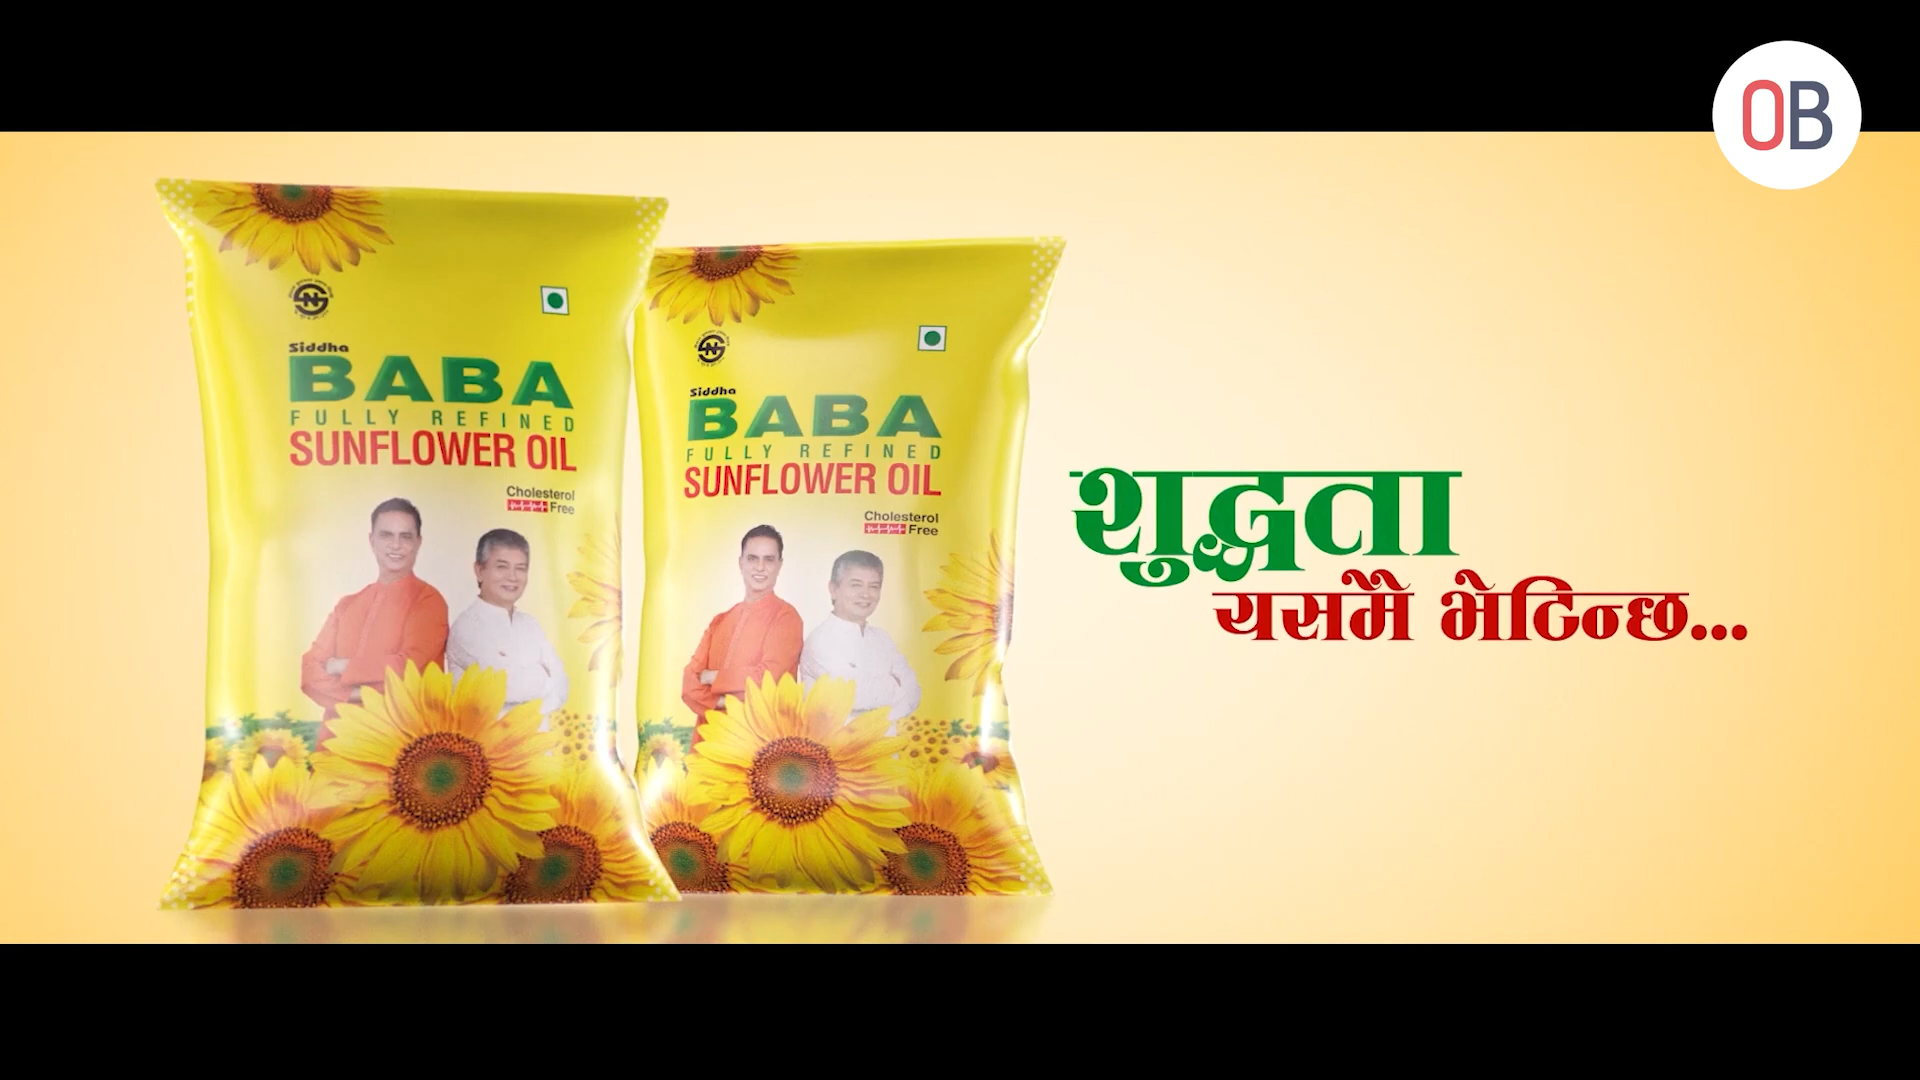 OB
Siddha
BABA
FULLY REFINED
SUNFLOWER OIL
Cholesterol
Free
Siddha
BABA
FULLY REFINED
SUNFLOWER OIL
Cholesterol
Free
शुद्धता
यसमै भेटिन्छ...